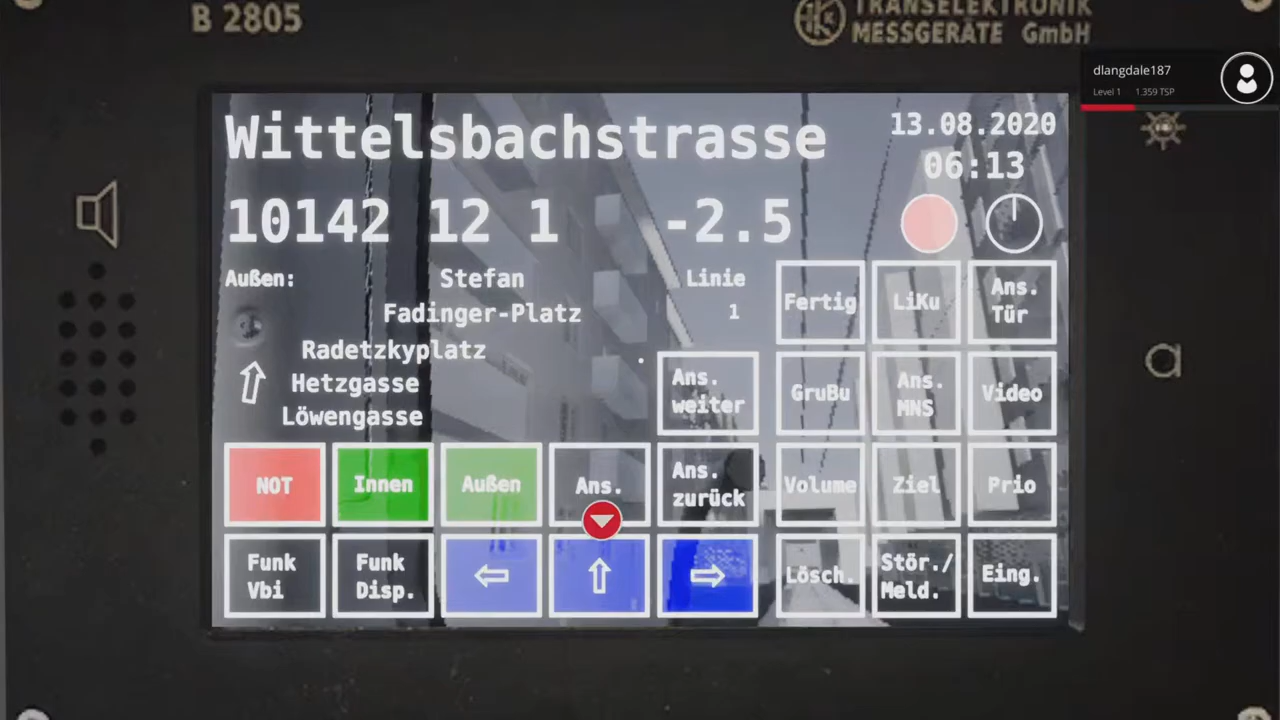 B 2805
TRANSELEKTRONIK
MESSGERÄTE GmbH
dlangdale187
Level 1 1.359 TSP
Wittelsbachstrasse
13.08.2020
06:13
10142 12 1 -2.5
Außen:
Stefan
Fadinger-Platz
Linie
1
Radetzkyplatz
Hetzgasse
Löwengasse
Fertig
LiKu
Ans.
Tür
Ans.
weiter
GruBu
Ans.
MNS
Video
NOT
Innen
Außen
Ans.
Ans.
zurück
Volume
Ziel
Prio
Funk
Vbi
Funk
Disp.
Lösch.
Stör./
Meld.
Eing.